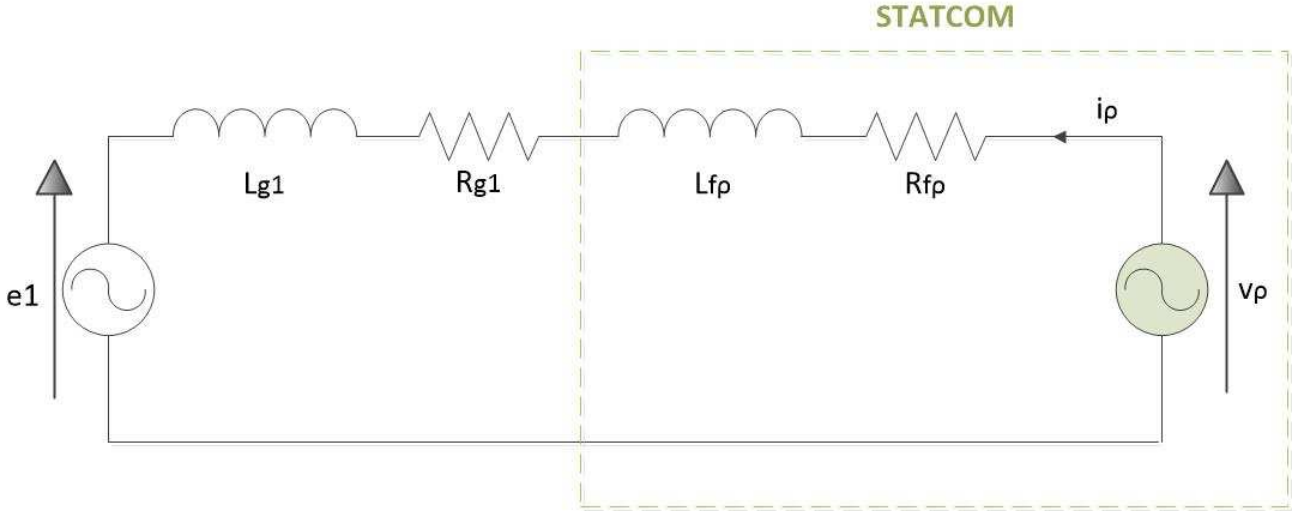 STATCOM
iρ
Lg1
Rg1
Lfρ
Rfρ
e1
vρ